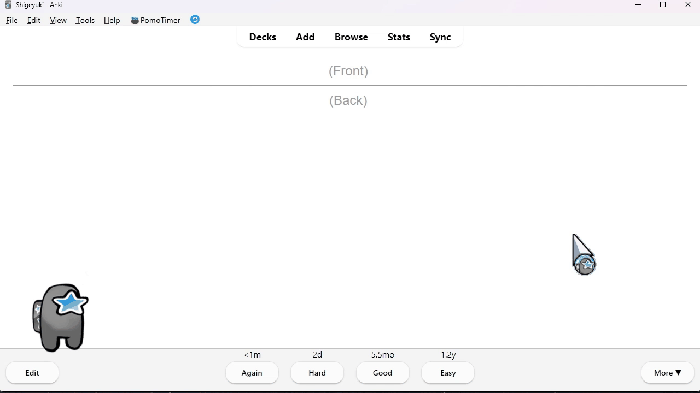 Shigeyuki - Anki
File Edit View Tools Help PomoTimer
Decks Add Browse Stats Sync
(Front)
(Back)
<1m 2d 5.5mo 1.2y
Edit Again Hard Good Easy More ▼